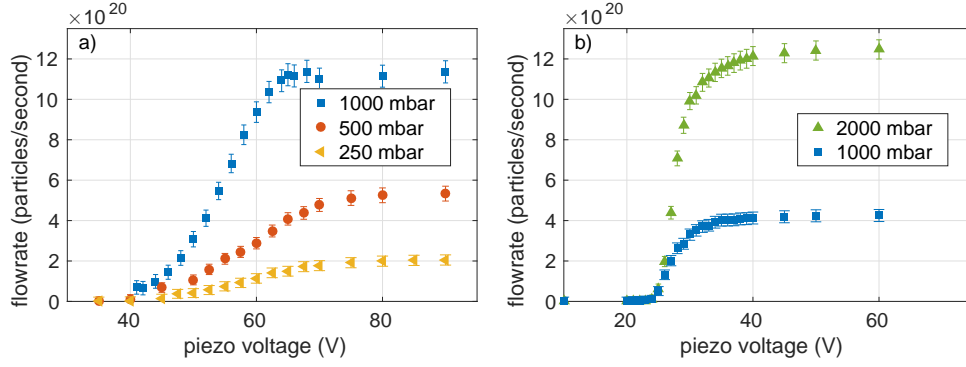 ×10^20
a)
flowrate (particles/second)
12
10
8
6
4
2
0
1000 mbar
500 mbar
250 mbar
40
60
80
piezo voltage (V)
×10^20
b)
flowrate (particles/second)
12
10
8
6
4
2
0
2000 mbar
1000 mbar
20
40
60
piezo voltage (V)